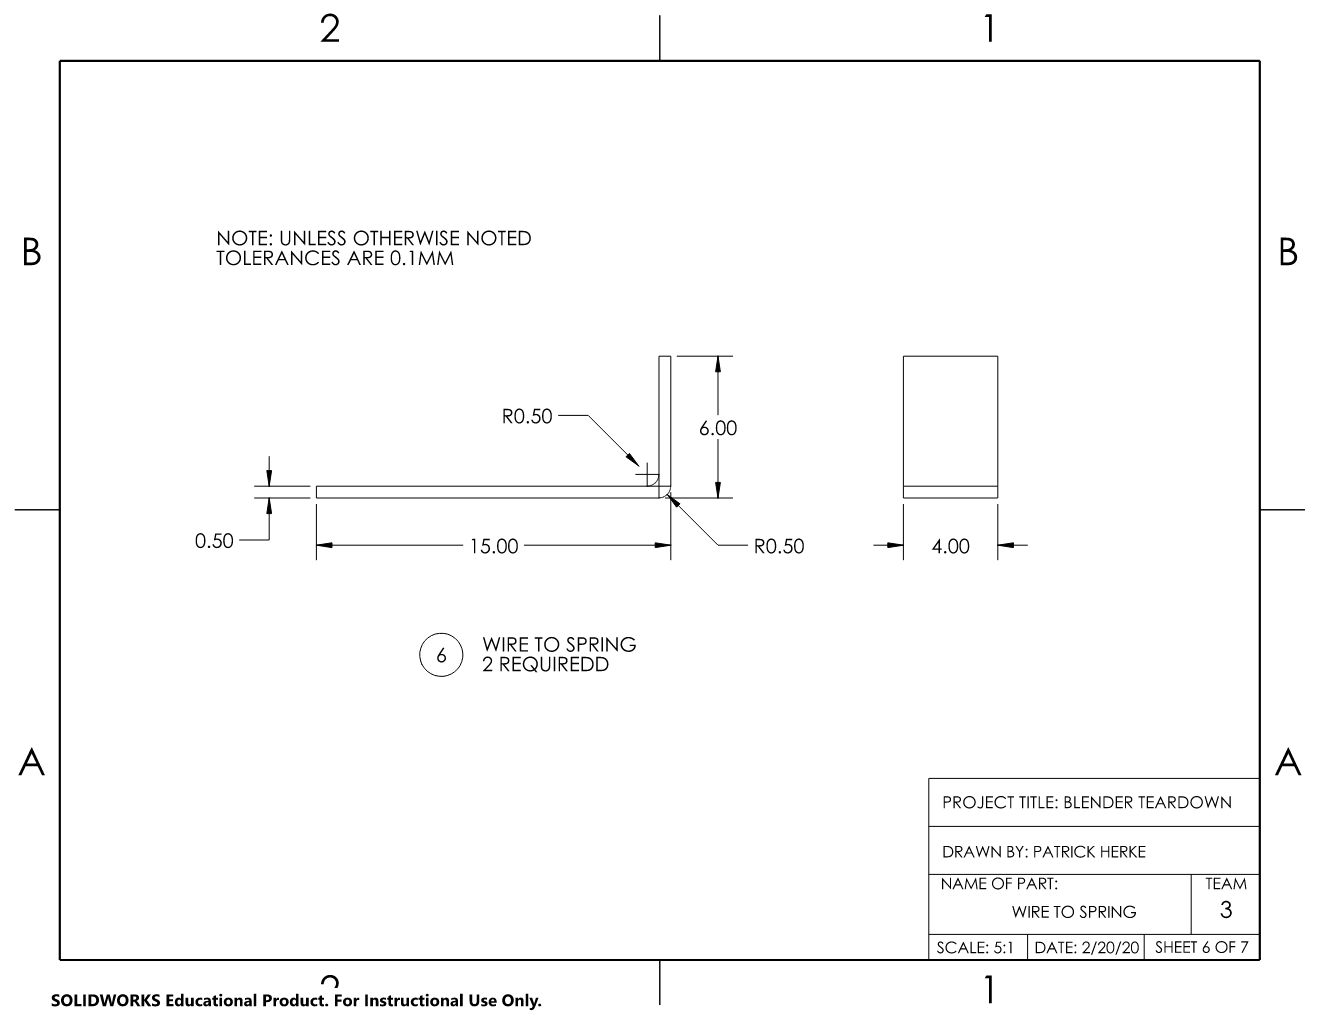 2 1
B B
NOTE: UNLESS OTHERWISE NOTED
TOLERANCES ARE 0.1MM
R0.50
6.00
0.50
15.00
R0.50
4.00
6
WIRE TO SPRING
2 REQUIREDD
A A
PROJECT TITLE: BLENDER TEARDOWN
DRAWN BY: PATRICK HERKE
NAME OF PART:
WIRE TO SPRING
TEAM
3
SCALE: 5:1 DATE: 2/20/20 SHEET 6 OF 7
2 1
SOLIDWORKS Educational Product. For Instructional Use Only.